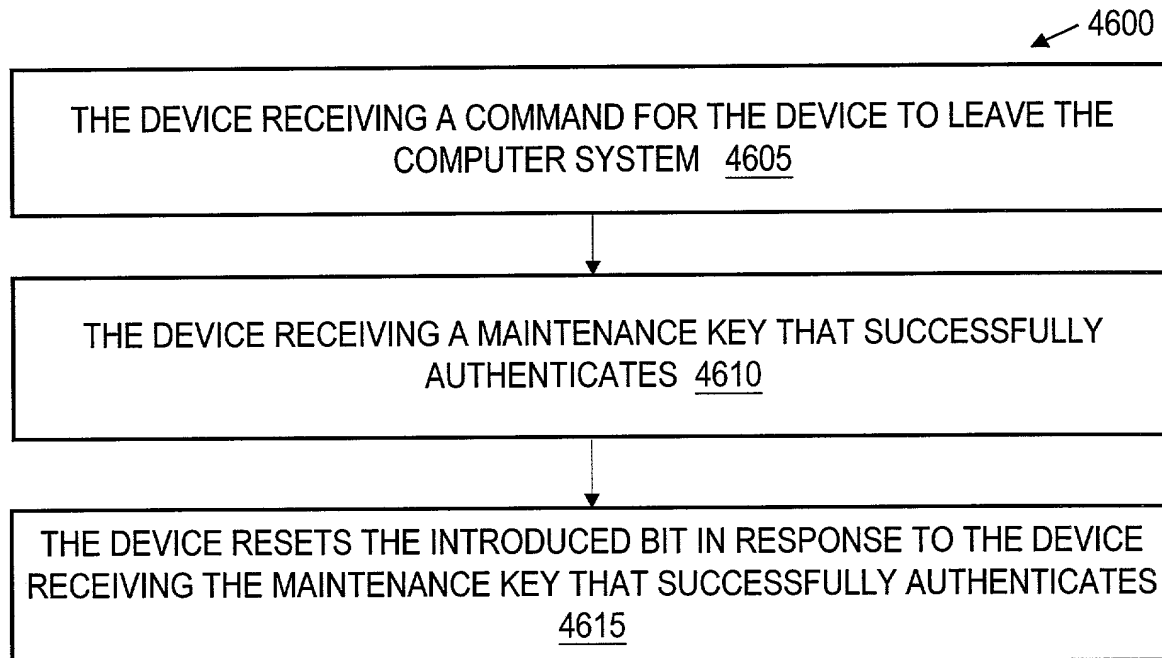 4600
THE DEVICE RECEIVING A COMMAND FOR THE DEVICE TO LEAVE THE
COMPUTER SYSTEM 4605
THE DEVICE RECEIVING A MAINTENANCE KEY THAT SUCCESSFULLY
AUTHENTICATES 4610
THE DEVICE RESETS THE INTRODUCED BIT IN RESPONSE TO THE DEVICE
RECEIVING THE MAINTENANCE KEY THAT SUCCESSFULLY AUTHENTICATES
4615